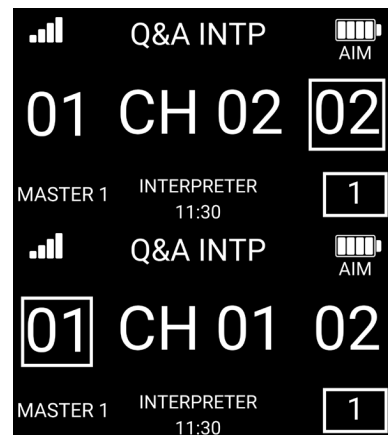 Q&A INTP
AIM
01 CH 02 02
MASTER 1 INTERPRETER 1
11:30
Q&A INTP
AIM
01 CH 01 02
MASTER 1 INTERPRETER 1
11:30